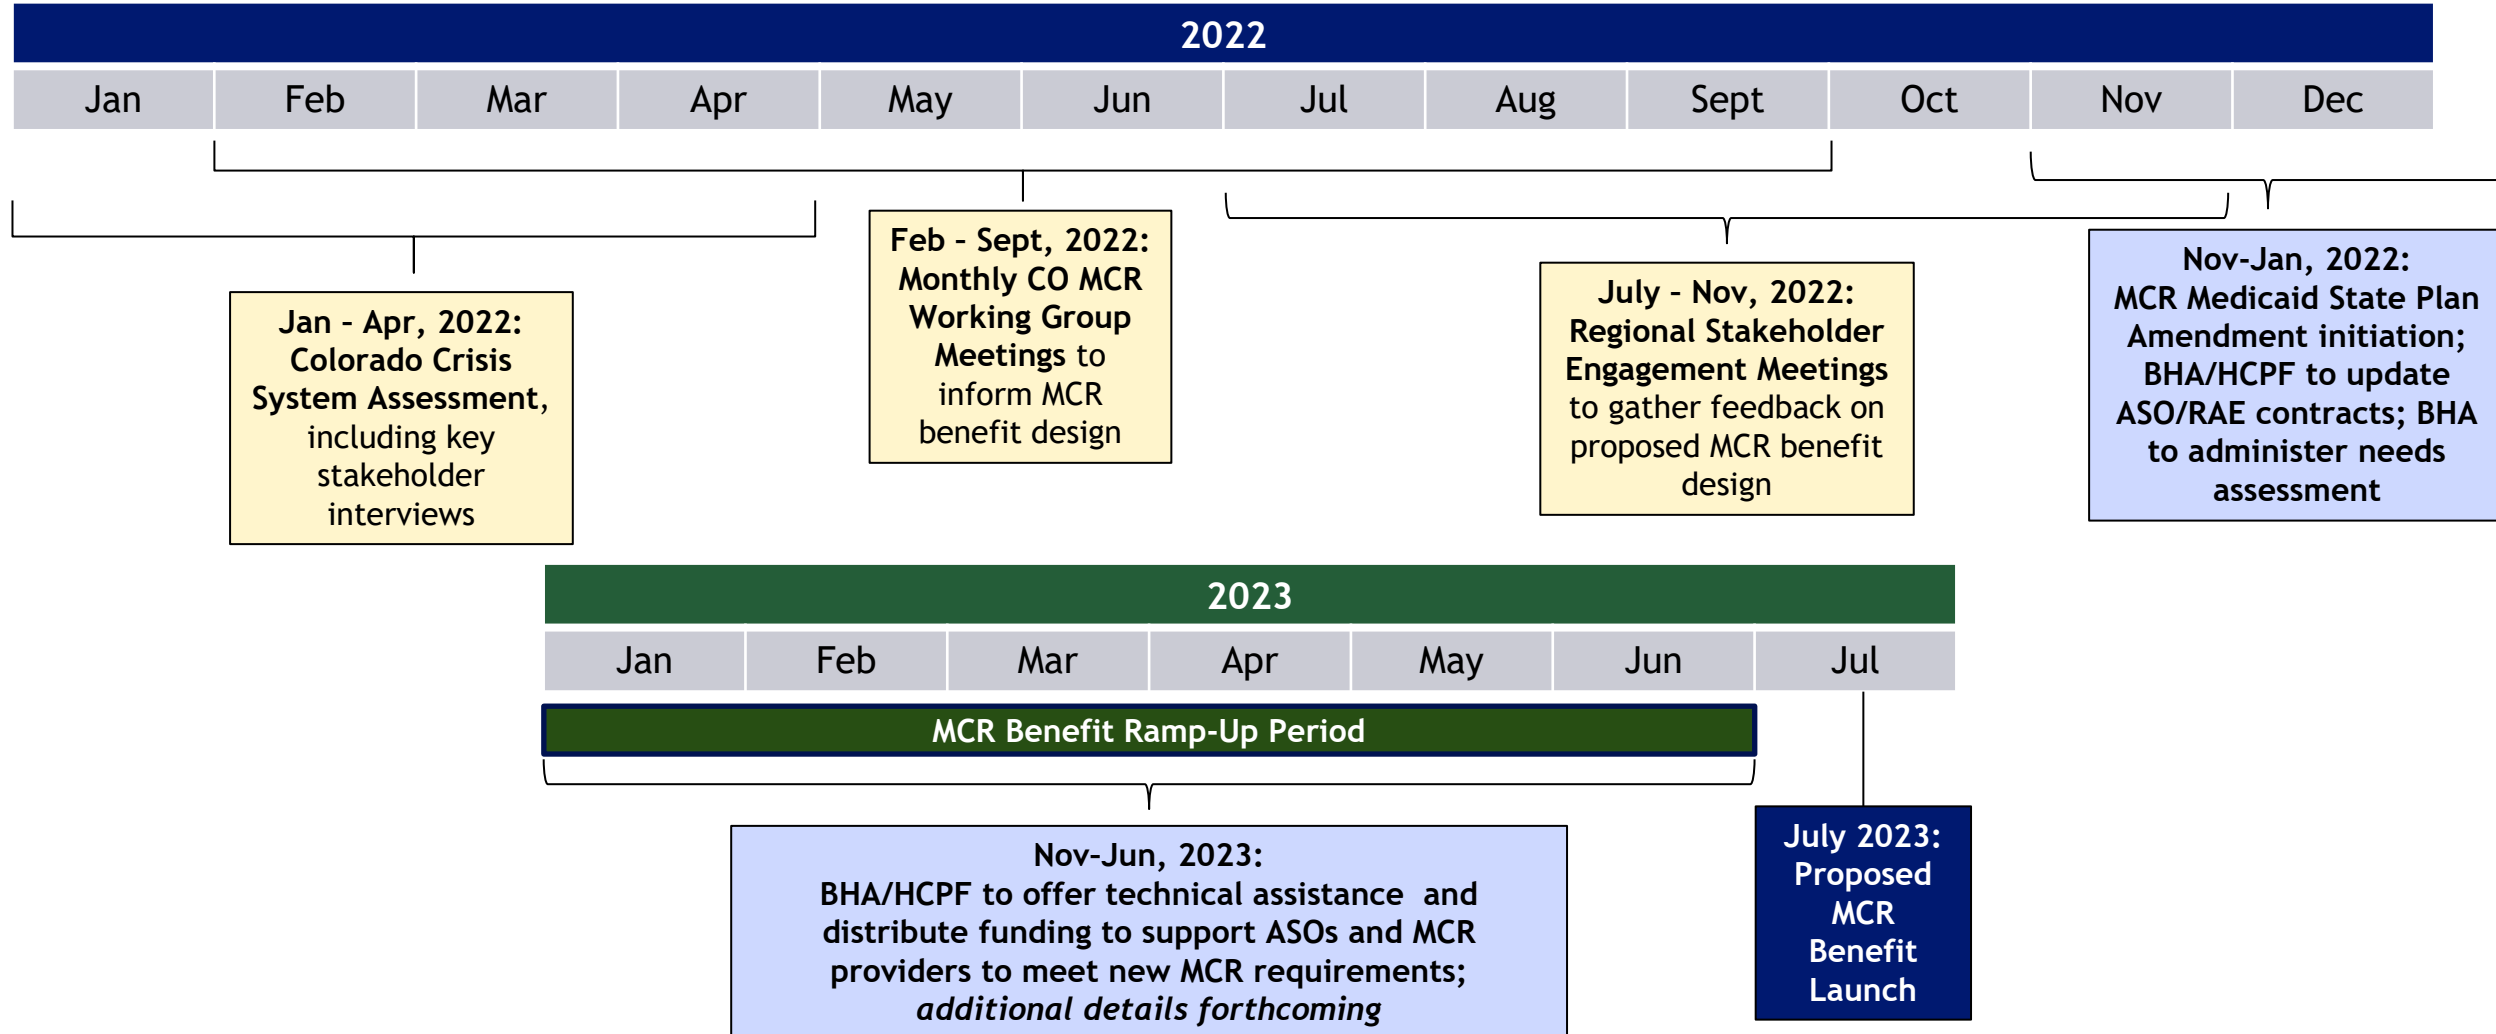 2022
Jan Feb Mar Apr May Jun Jul Aug Sept Oct Nov Dec
Jan – Apr, 2022:
Colorado Crisis
System Assessment,
including key
stakeholder
interviews
Feb – Sept, 2022:
Monthly CO MCR
Working Group
Meetings to
inform MCR
benefit design
July – Nov, 2022:
Regional Stakeholder
Engagement Meetings
to gather feedback on
proposed MCR benefit
design
Nov-Jan, 2022:
MCR Medicaid State Plan
Amendment initiation;
BHA/HCPF to update
ASO/RAE contracts; BHA
to administer needs
assessment
2023
Jan Feb Mar Apr May Jun Jul
MCR Benefit Ramp-Up Period
Nov–Jun, 2023:
BHA/HCPF to offer technical assistance and
distribute funding to support ASOs and MCR
providers to meet new MCR requirements;
additional details forthcoming
July 2023:
Proposed
MCR
Benefit
Launch